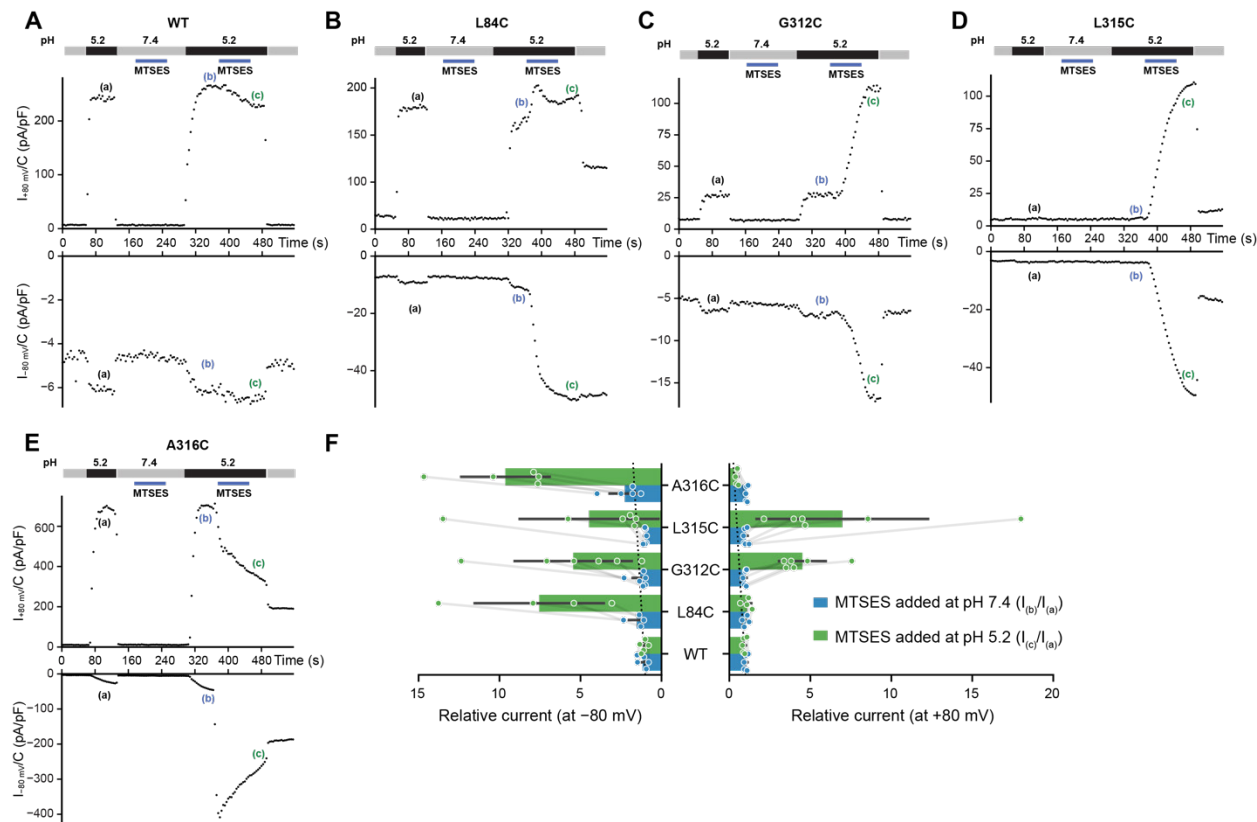 A
WT
pH
5.2
7.4
5.2
MTSES
MTSES
(a)
(b)
(c)
I+80 mV/C (pA/pF)
200
100
0
0 80 160 240 320 400 480 Time (s)
0
−2
−4
−6
I−80 mV/C (pA/pF)
(a)
(b)
(c)
B
L84C
pH
5.2
7.4
5.2
MTSES
MTSES
(a)
(b)
(c)
200
150
100
50
0
0 80 160 240 320 400 480 Time (s)
0
−20
−40
(a)
(b)
(c)
C
G312C
pH
5.2
7.4
5.2
MTSES
MTSES
(a)
(b)
(c)
100
75
50
25
0
0 80 160 240 320 400 480 Time (s)
0
−5
−10
−15
(a)
(b)
(c)
D
L315C
pH
5.2
7.4
5.2
MTSES
MTSES
(a)
(b)
(c)
100
75
50
25
0
0 80 160 240 320 400 480 Time (s)
0
−20
−40
(a)
(b)
(c)
E
A316C
pH
5.2
7.4
5.2
MTSES
MTSES
(a)
(b)
(c)
I+80 mV/C (pA/pF)
600
400
200
0
0 80 160 240 320 400 480 Time (s)
0
−100
−200
−300
−400
I−80 mV/C (pA/pF)
(a)
(b)
(c)
F
A316C
L315C
G312C
L84C
WT
MTSES added at pH 7.4 (I(b)/I(a))
MTSES added at pH 5.2 (I(c)/I(a))
15 10 5 0
0 5 10 15 20
Relative current (at −80 mV)
Relative current (at +80 mV)